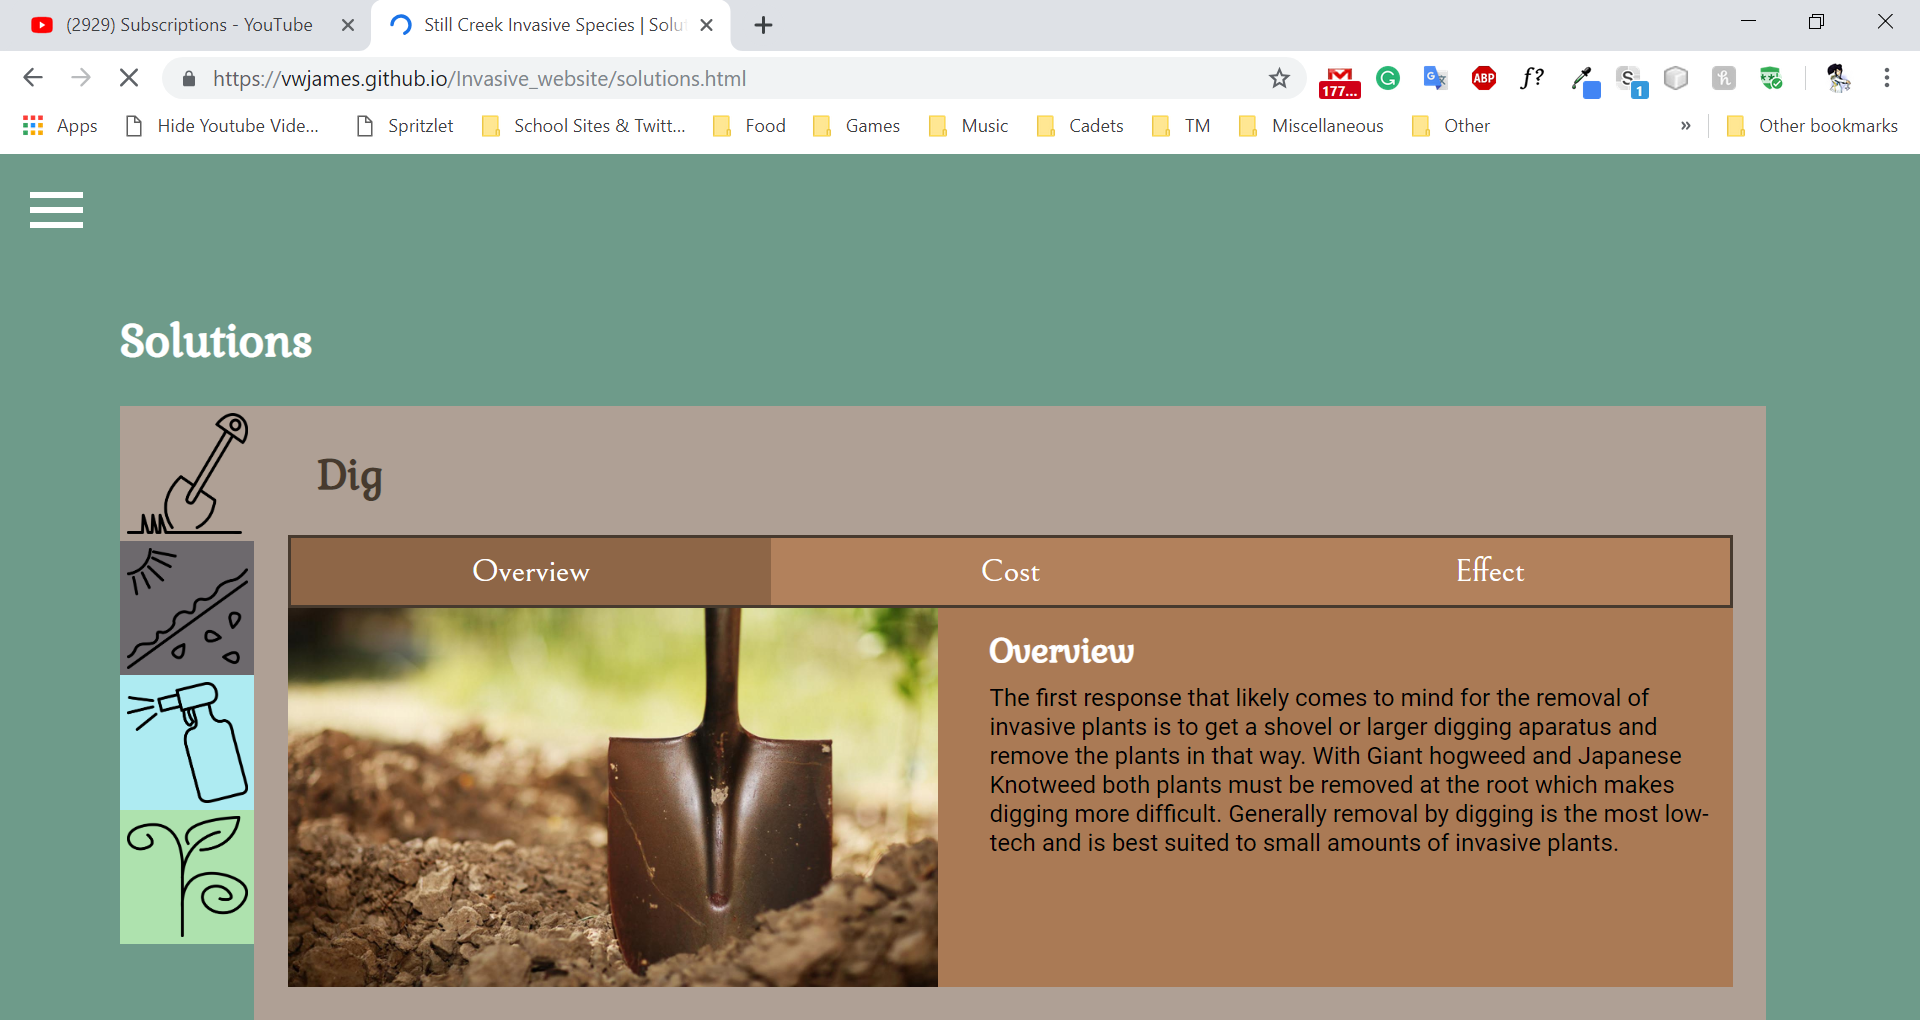 (2929) Subscriptions - YouTube
Still Creek Invasive Species | Solut
https://vwjames.github.io/Invasive_website/solutions.html
177...
G
ABP
f?
S
1
h
Apps
Hide Youtube Vide...
Spritzlet
School Sites & Twitt...
Food
Games
Music
Cadets
TM
Miscellaneous
Other
»
Other bookmarks
Solutions
Dig
Overview
Cost
Effect
Overview
The first response that likely comes to mind for the removal of
invasive plants is to get a shovel or larger digging aparatus and
remove the plants in that way. With Giant hogweed and Japanese
Knotweed both plants must be removed at the root which makes
digging more difficult. Generally removal by digging is the most low-
tech and is best suited to small amounts of invasive plants.